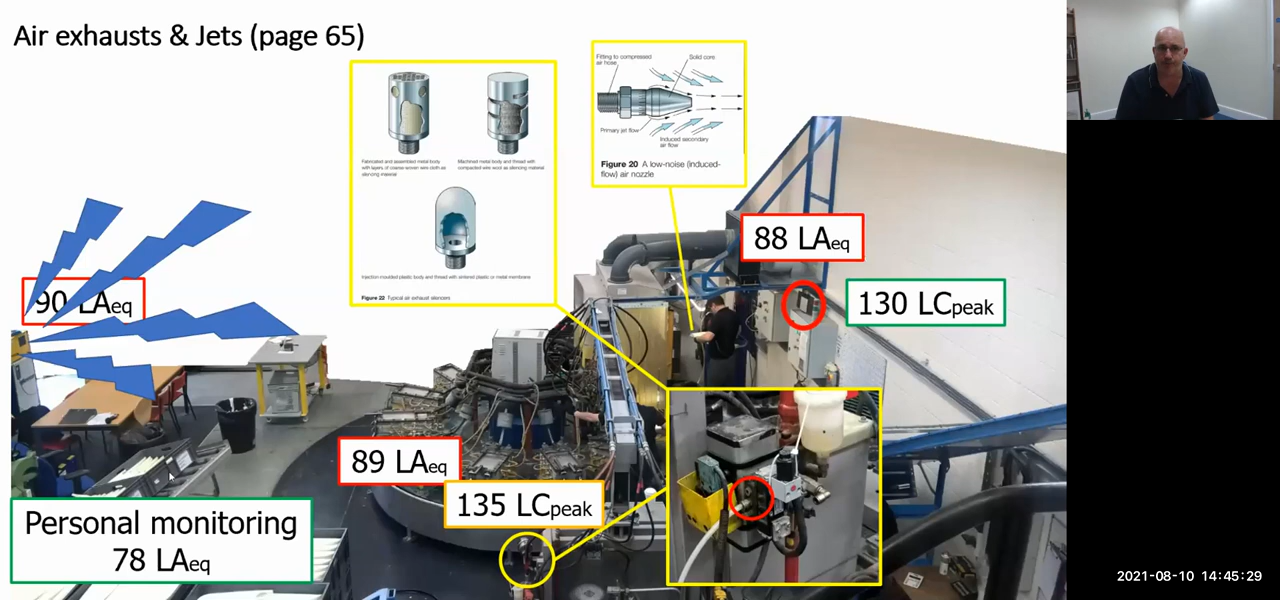 Air exhausts & Jets (page 65)
Fabricated and assembled metal body
with layers of coarse-woven wire cloth as
silencing material
Machined metal body and thread with
compacted wire wool as silencing material
Injection moulded plastic body and thread with sintered plastic or metal membrane
Figure 22 Typical air exhaust silencers
Fitting to compressed
air hose
Solid core
Primary jet flow
Induced secondary
air flow
Figure 20 A low-noise (induced-
flow) air nozzle
88 LAeq
130 LCpeak
90 LAeq
89 LAeq
135 LCpeak
Personal monitoring
78 LAeq
2021-08-10 14:45:29